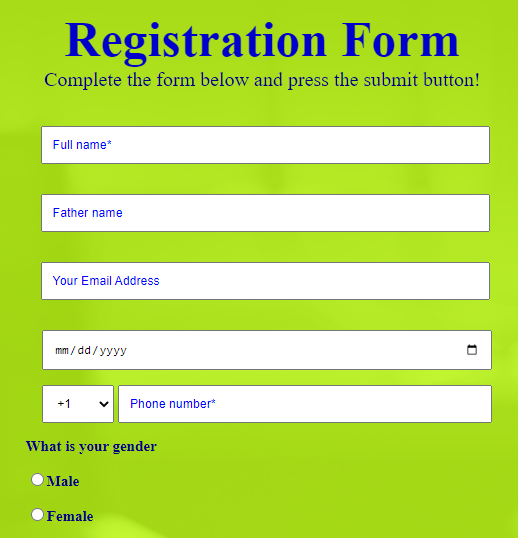 Registration Form
Complete the form below and press the submit button!
Full name*
Father name
Your Email Address
mm/dd/yyyy
+1 Phone number*
What is your gender
Male
Female